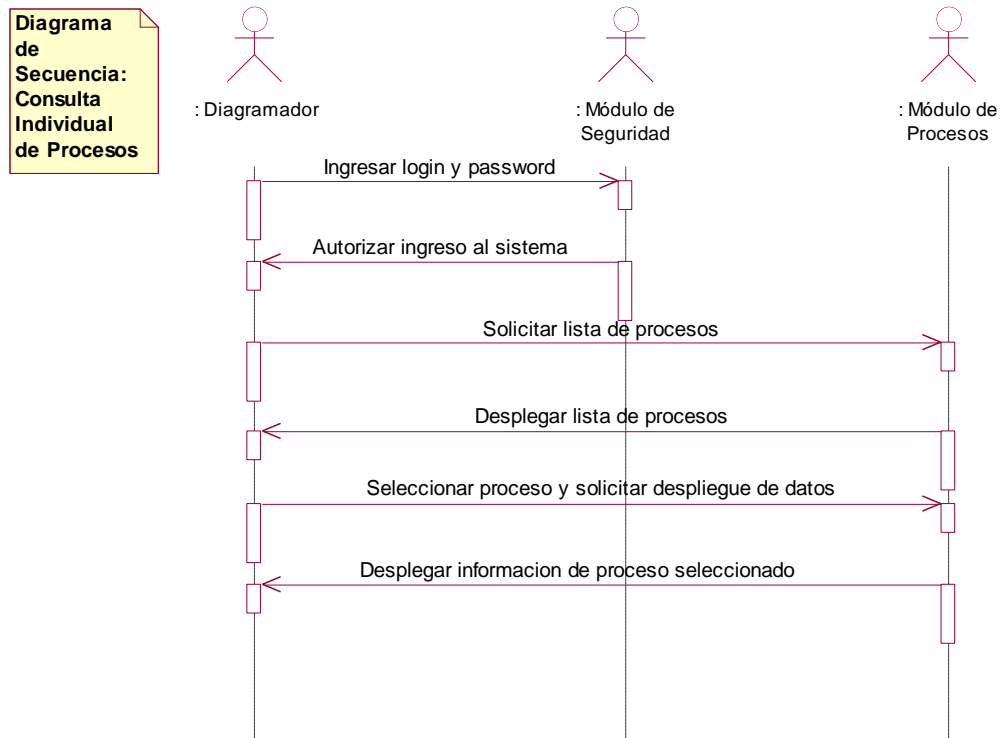 Diagrama
de
Secuencia:
Consulta
Individual
de Procesos
: Diagramador
: Módulo de
Seguridad
: Módulo de
Procesos
Ingresar login y password
Autorizar ingreso al sistema
Solicitar lista de procesos
Desplegar lista de procesos
Seleccionar proceso y solicitar despliegue de datos
Desplegar informacion de proceso seleccionado